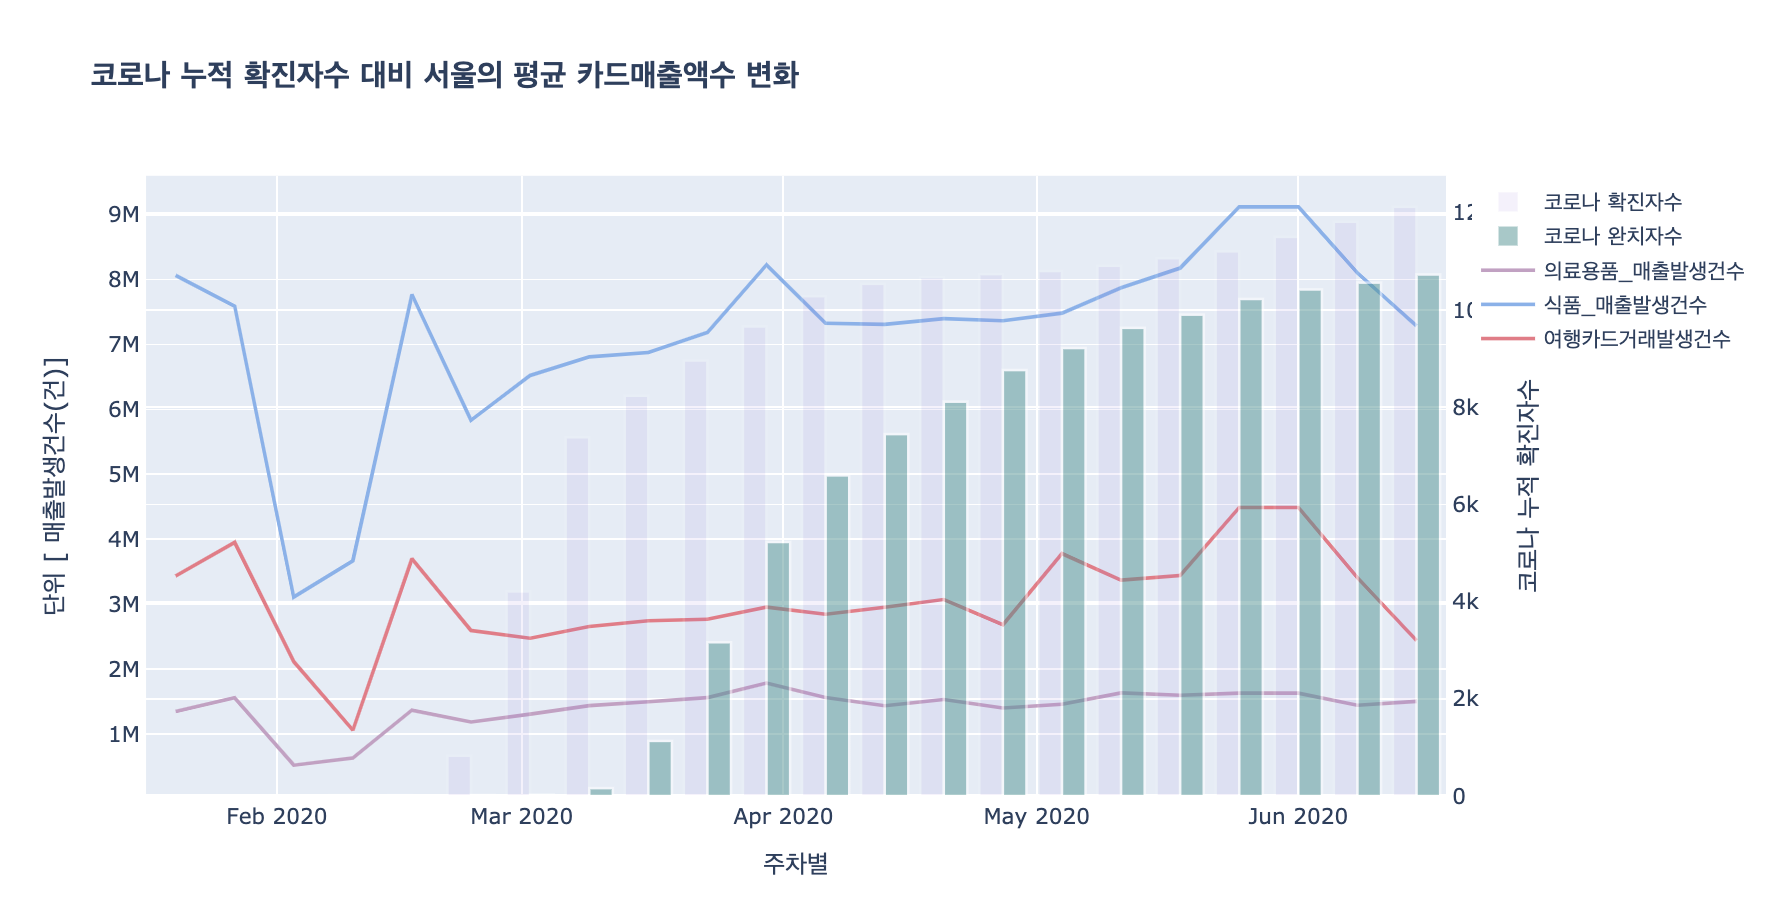 코로나 누적 확진자수 대비 서울의 평균 카드매출액수 변화
코로나 확진자수
코로나 완치자수
의료용품_매출발생건수
식품_매출발생건수
여행카드거래발생건수
단위 [ 매출발생건수(건)]
9M
8M
7M
6M
5M
4M
3M
2M
1M
8k
6k
4k
2k
0
코로나 누적 확진자수
Feb 2020
Mar 2020
Apr 2020
May 2020
Jun 2020
주차별